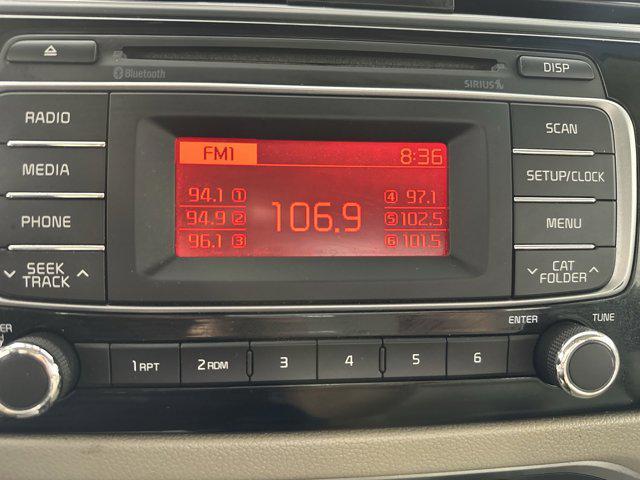 ⏏
DISP
Bluetooth
SIRIUS
RADIO
MEDIA
PHONE
SEEK
TRACK
FM1 8:36
94.1 1
94.9 2
96.1 3
106.9
4 97.1
5 102.5
6 101.5
SCAN
SETUP/CLOCK
MENU
CAT
FOLDER
ENTER
TUNE
1 RPT
2 RDM
3
4
5
6